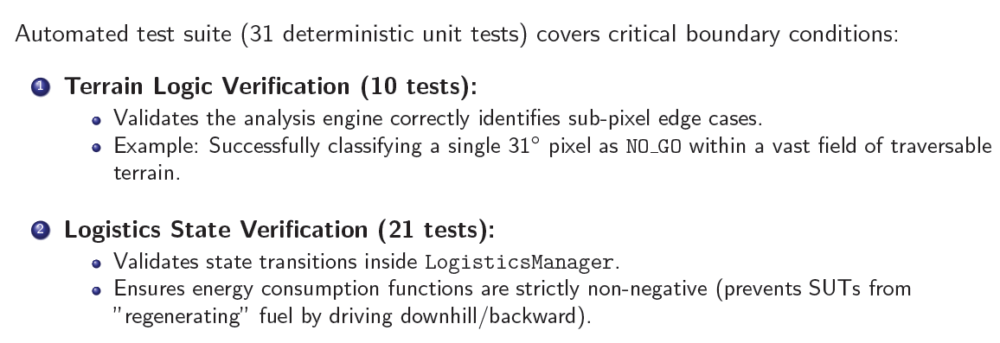 Automated test suite (31 deterministic unit tests) covers critical boundary conditions:
1 Terrain Logic Verification (10 tests):
• Validates the analysis engine correctly identifies sub-pixel edge cases.
• Example: Successfully classifying a single 31° pixel as NO_GO within a vast field of traversable
terrain.
2 Logistics State Verification (21 tests):
• Validates state transitions inside LogisticsManager.
• Ensures energy consumption functions are strictly non-negative (prevents SUTs from
”regenerating” fuel by driving downhill/backward).